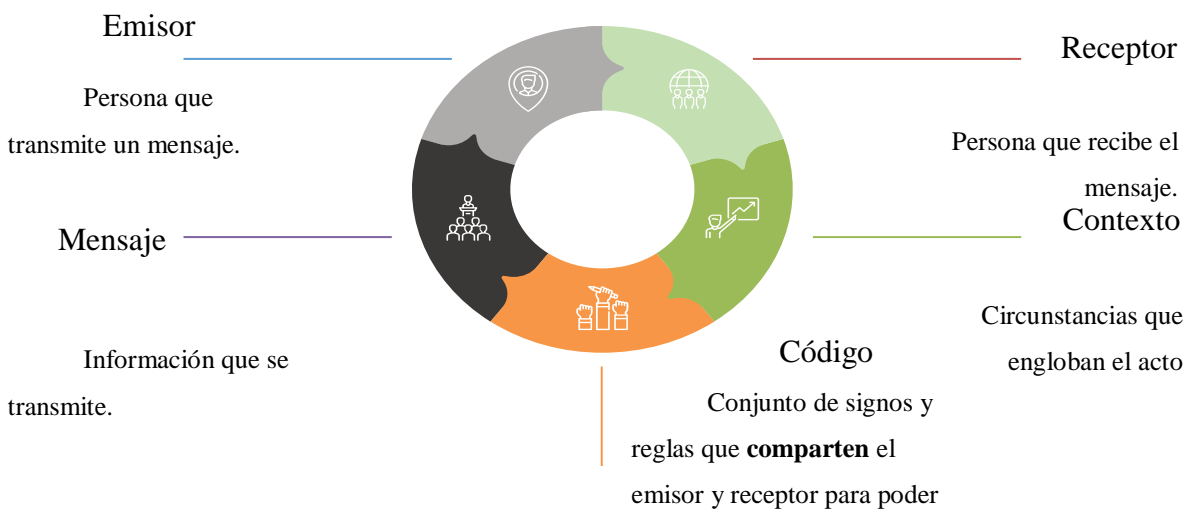 Emisor
Persona que
transmite un mensaje.
Receptor
Persona que recibe el
mensaje.
Mensaje
Información que se
transmite.
Contexto
Circunstancias que
engloban el acto
Código
Conjunto de signos y
reglas que comparten el
emisor y receptor para poder